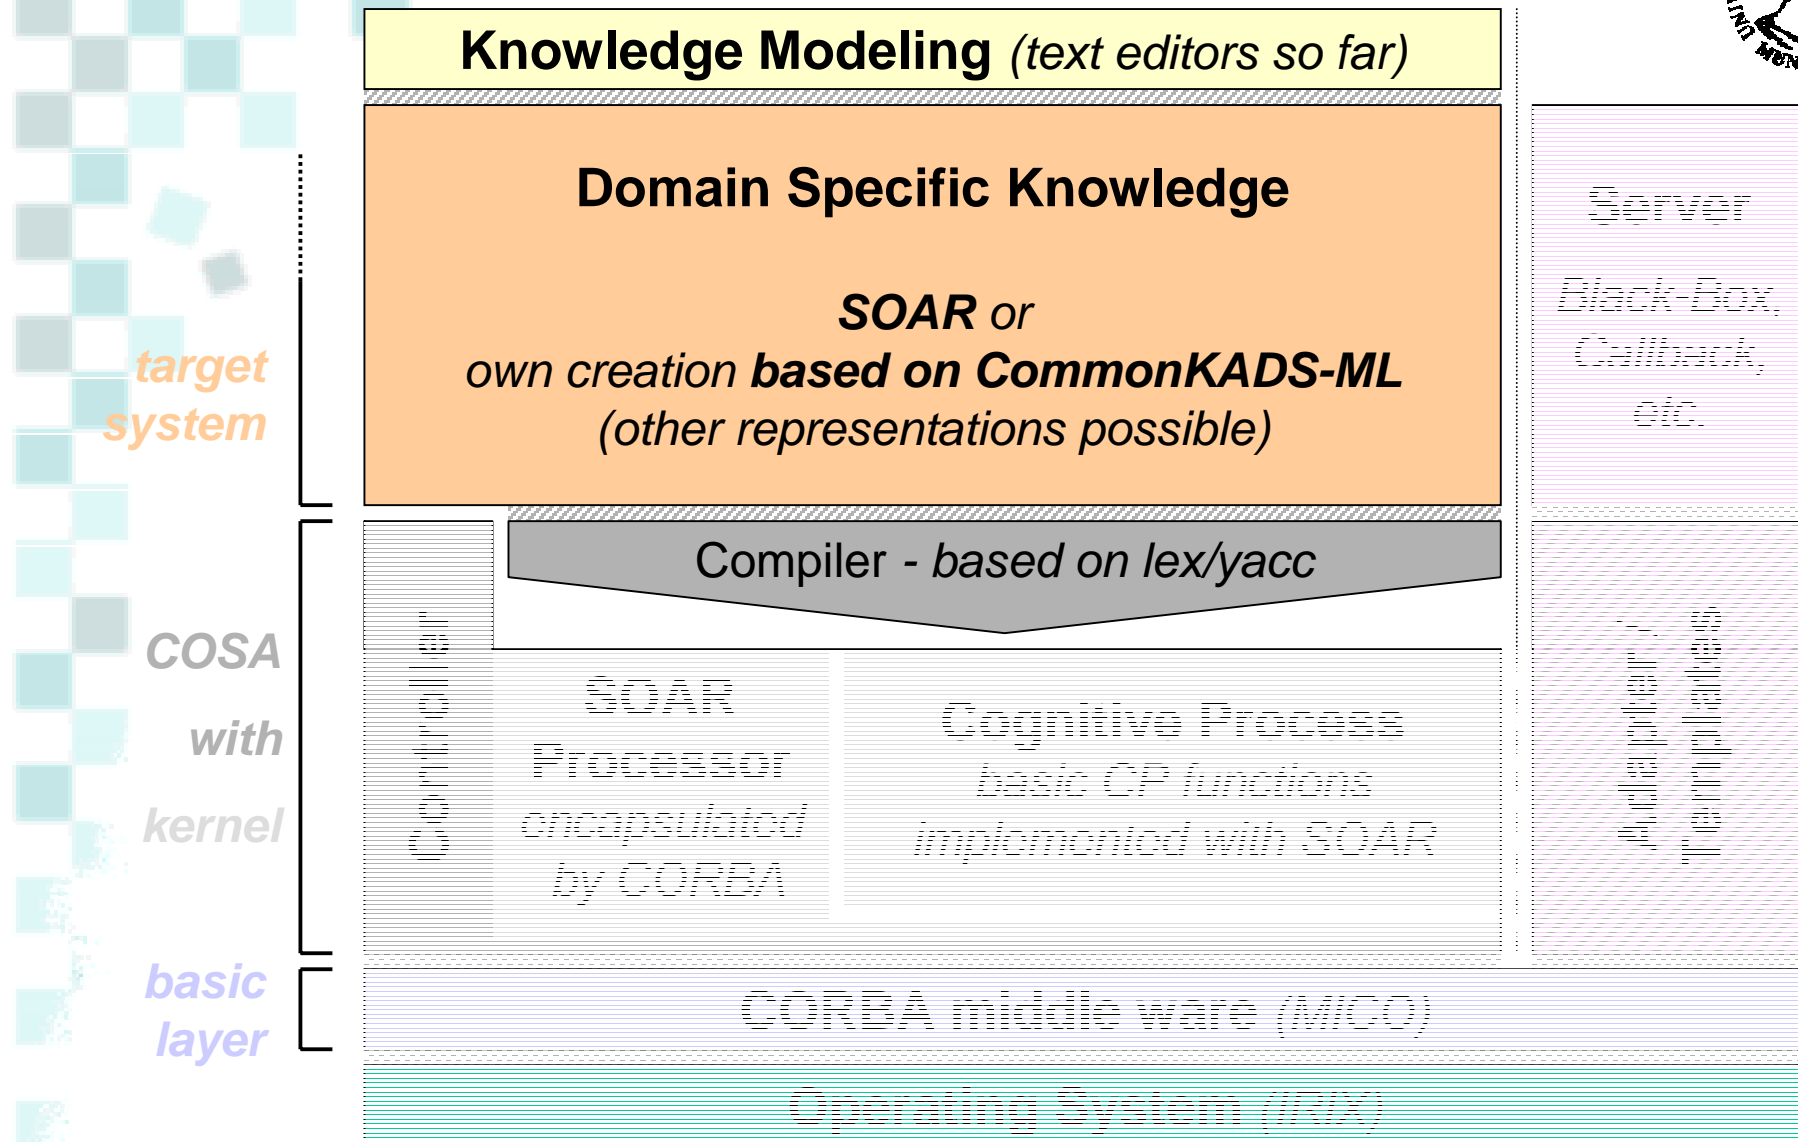 Knowledge Modeling (text editors so far)
Domain Specific Knowledge
SOAR or
own creation based on CommonKADS-ML
(other representations possible)
Server
Black-Box,
Callback,
etc.
target
system
Compiler - based on lex/yacc
COSA
with
kernel
Controller
SOAR
Processor
encapsulated
by CORBA
Cognitive Process
basic CP functions
implemented with SOAR
Adapter /
Terminals
basic
layer
CORBA middle ware (MICO)
Operating System (IRIX)